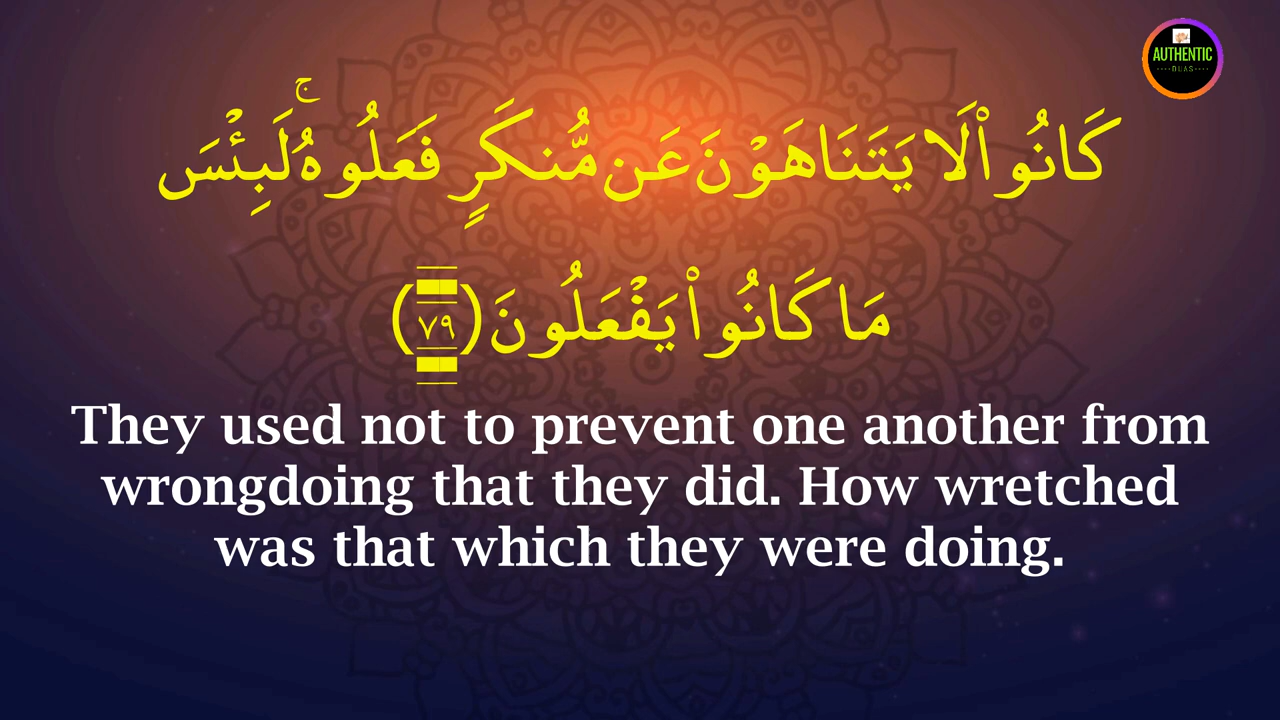 AUTHENTIC
DUAS
كَانُوا۟ لَا يَتَنَاهَوْنَ عَن مُّنكَرٍ فَعَلُوهُ ۚ لَبِئْسَ
مَا كَانُوا۟ يَفْعَلُونَ (٧٩)
They used not to prevent one another from
wrongdoing that they did. How wretched
was that which they were doing.